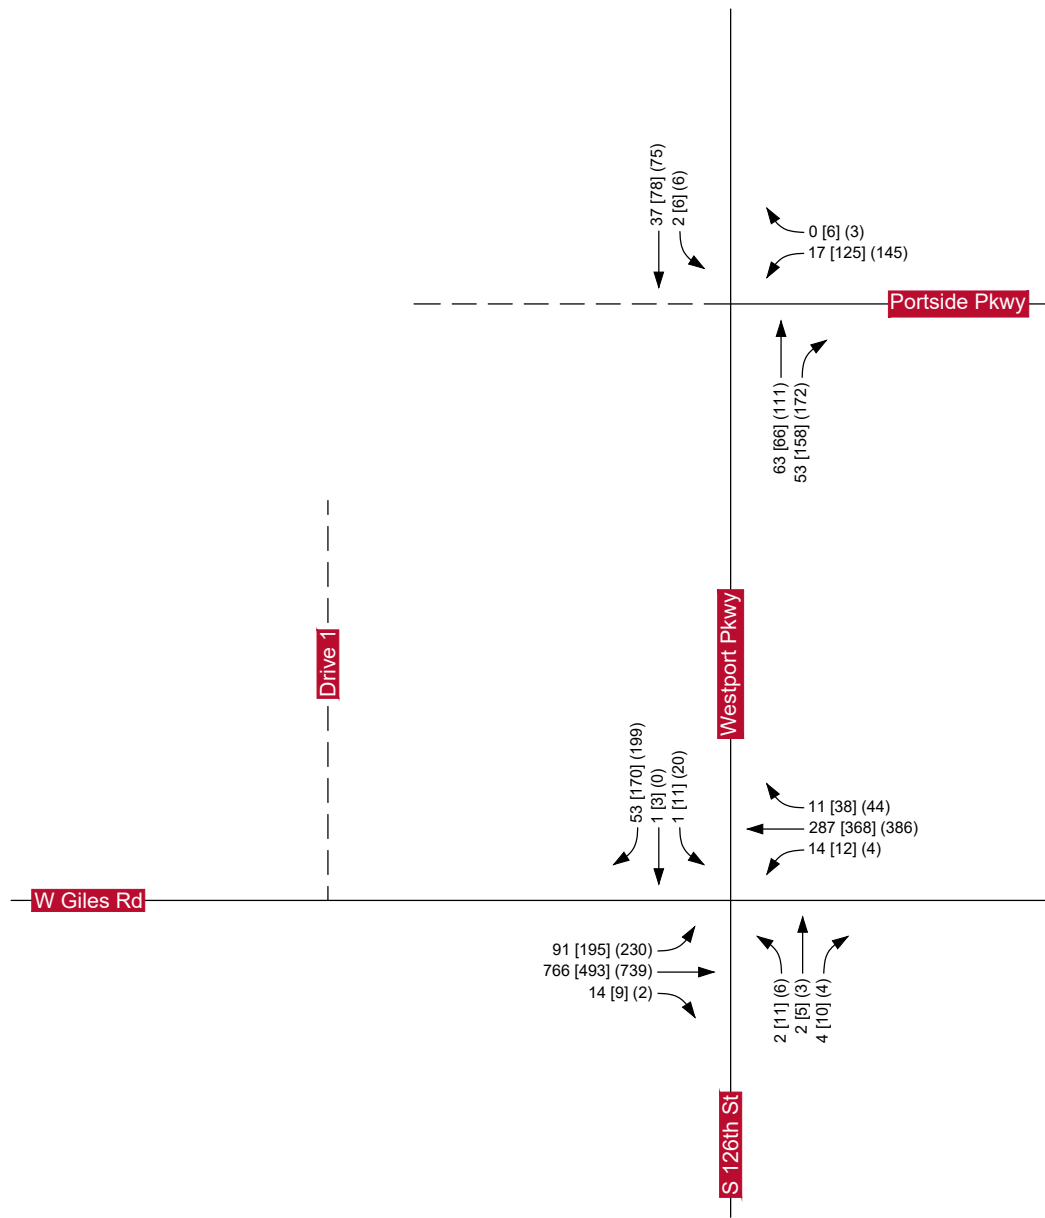 37 [78] (75)
2 [6] (6)
0 [6] (3)
17 [125] (145)
Portside Pkwy
63 [66] (111)
53 [158] (172)
Drive 1
Westport Pkwy
53 [170] (199)
1 [3] (0)
1 [11] (20)
11 [38] (44)
287 [368] (386)
14 [12] (4)
W Giles Rd
91 [195] (230)
766 [493] (739)
14 [9] (2)
2 [11] (6)
2 [5] (3)
4 [10] (4)
S 126th St